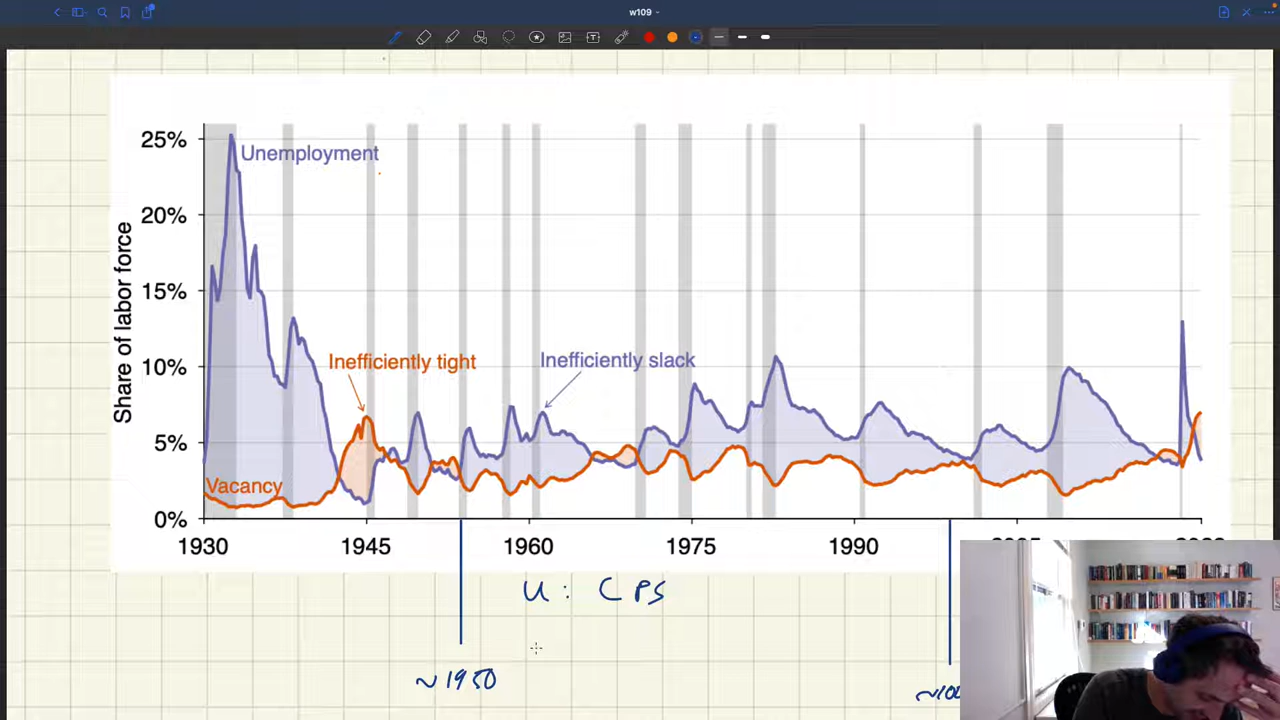 w109
25%
Unemployment
20%
15%
Share of labor force
10%
Inefficiently tight
Inefficiently slack
5%
Vacancy
0%
1930
1945
1960
1975
1990
U: CPS
~1950